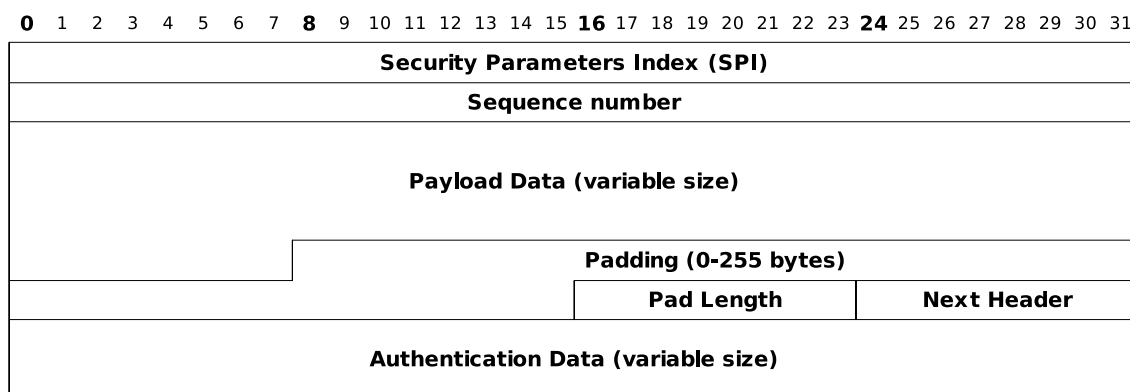 0 1 2 3 4 5 6 7 8 9 10 11 12 13 14 15 16 17 18 19 20 21 22 23 24 25 26 27 28 29 30 31
Security Parameters Index (SPI)
Sequence number
Payload Data (variable size)
Padding (0-255 bytes)
Pad Length Next Header
Authentication Data (variable size)